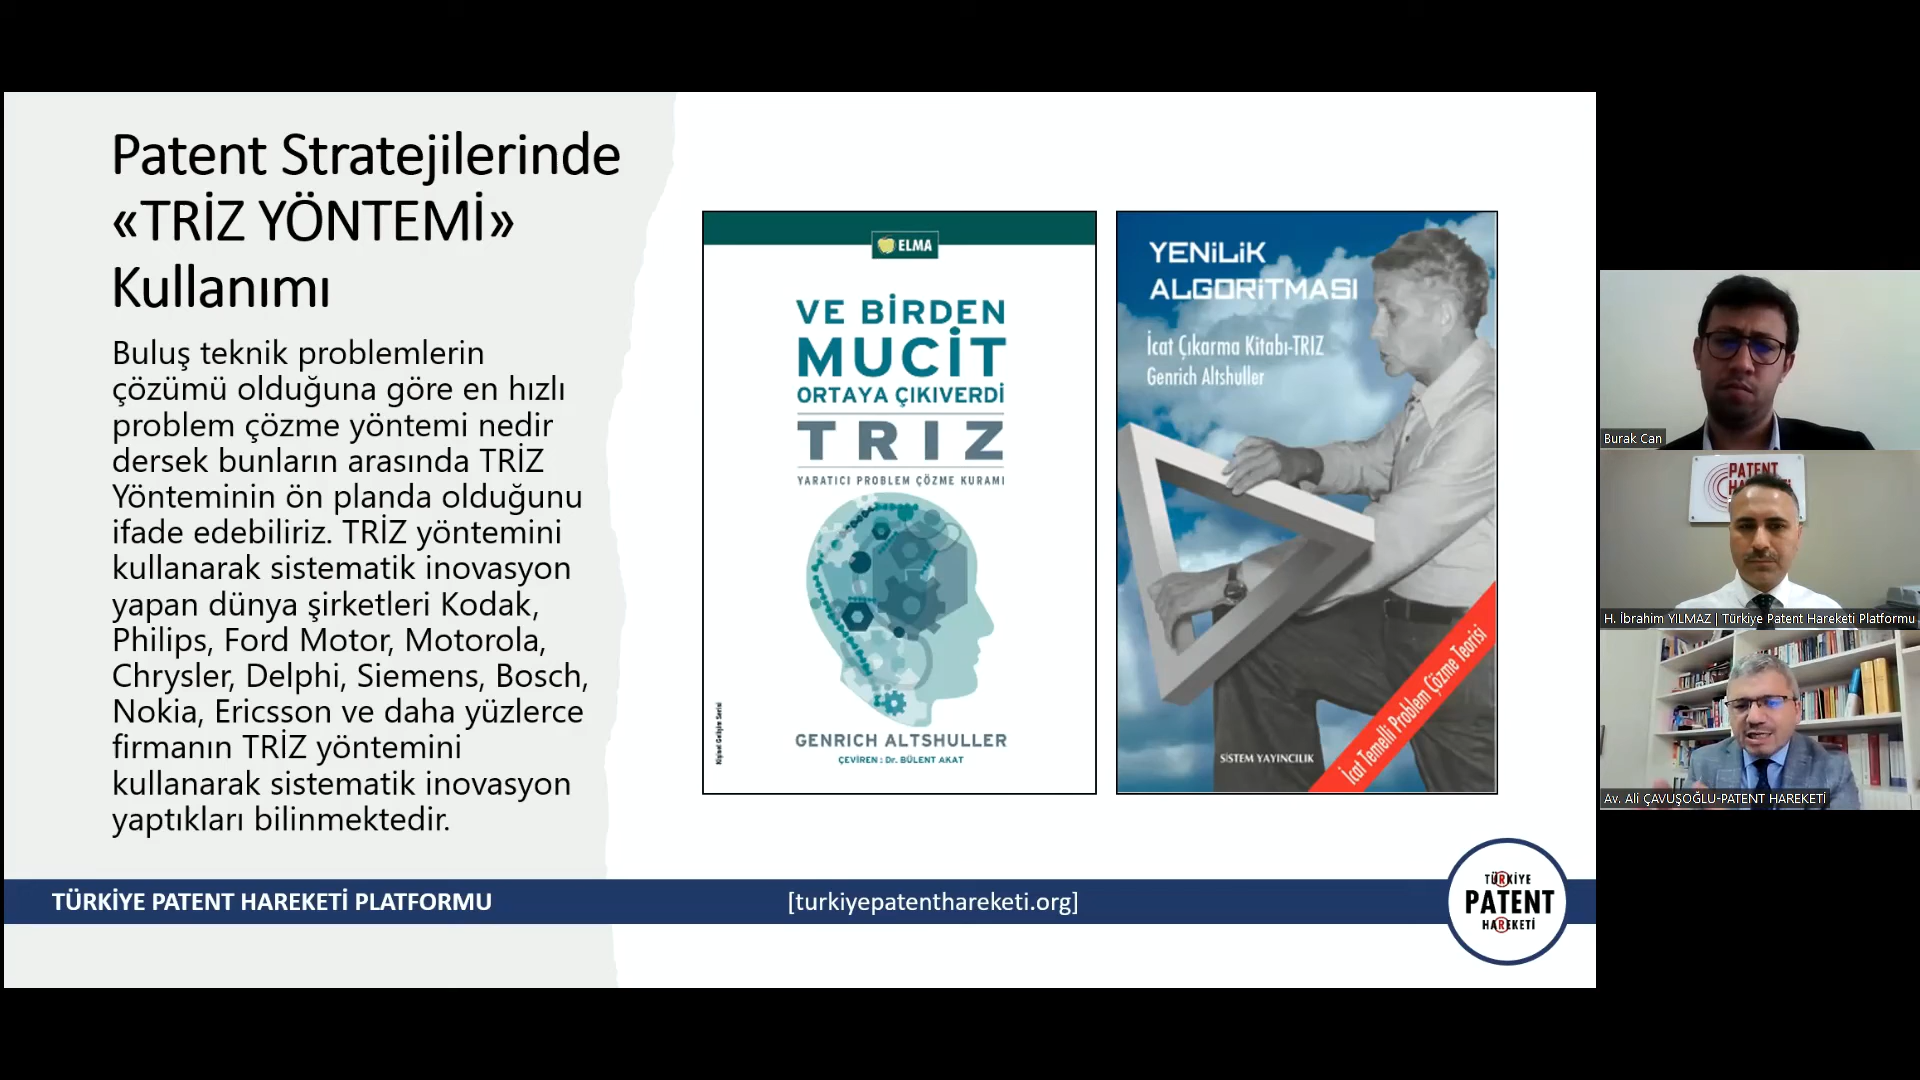 Patent Stratejilerinde
«TRİZ YÖNTEMİ»
Kullanımı
Buluş teknik problemlerin
çözümü olduğuna göre en hızlı
problem çözme yöntemi nedir
dersek bunların arasında TRİZ
Yönteminin ön planda olduğunu
ifade edebiliriz. TRİZ yöntemini
kullanarak sistematik inovasyon
yapan dünya şirketleri Kodak,
Philips, Ford Motor, Motorola,
Chrysler, Delphi, Siemens, Bosch,
Nokia, Ericsson ve daha yüzlerce
firmanın TRİZ yöntemini
kullanarak sistematik inovasyon
yaptıkları bilinmektedir.
ELMA
VE BİRDEN
MUCİT
ORTAYA ÇIKIVERDİ
TRIZ
YARATICI PROBLEM ÇÖZME KURAMI
Kişisel Gelişim Serisi
GENRICH ALTSHULLER
ÇEVİREN : Dr. BÜLENT AKAT
YENiLiK
ALGORiTMASI
İcat Çıkarma Kitabı-TRIZ
Genrich Altshuller
SİSTEM YAYINCILIK
İcat Temelli Problem Çözme Teorisi
TÜRKİYE PATENT HAREKETİ PLATFORMU
[turkiyepatenthareketi.org]
TÜRKİYE
PATENT
HAREKETİ
Burak Can
PATENT
H. İbrahim YILMAZ | Türkiye Patent Hareketi Platformu
Av. Ali ÇAVUŞOĞLU-PATENT HAREKETİ